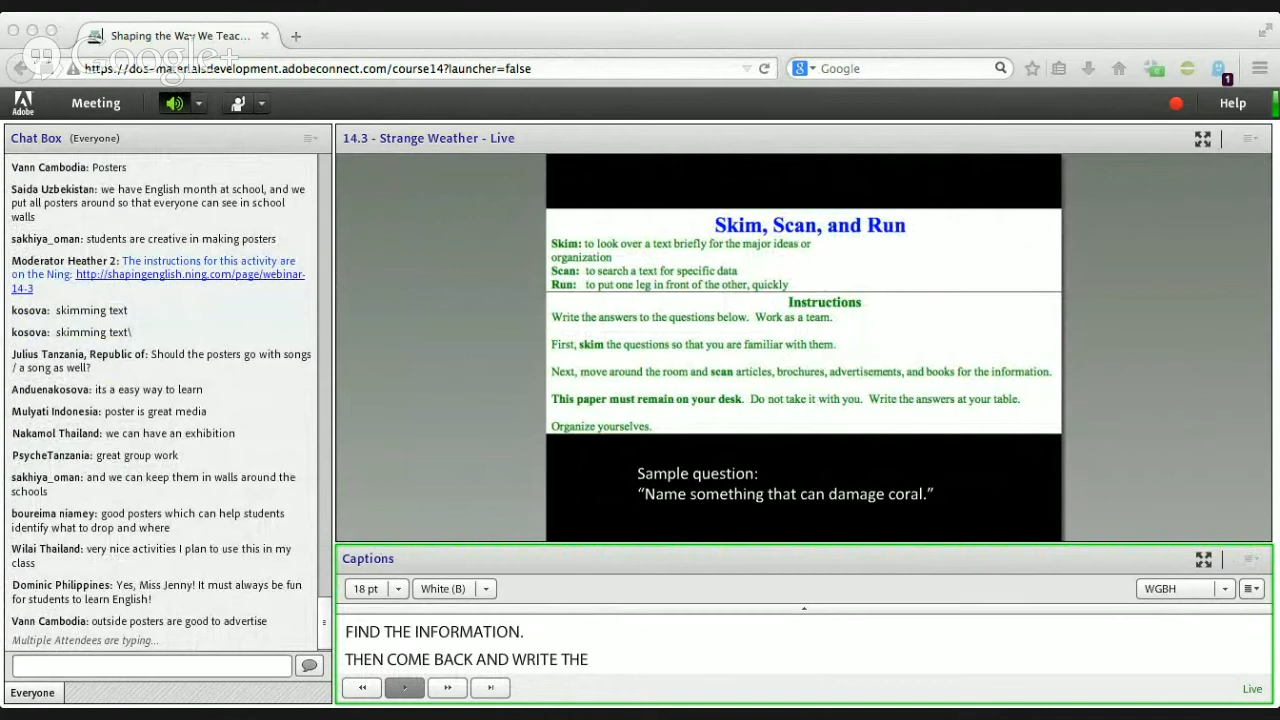 Shaping the Way We Teac...
Google+
https://dos-materialsdevelopment.adobeconnect.com/course14?launcher=false
Google
1
Adobe
Meeting
Help
Chat Box (Everyone)
Vann Cambodia: Posters
Saida Uzbekistan: we have English month at school, and we
put all posters around so that everyone can see in school
walls
sakhiya_oman: students are creative in making posters
Moderator Heather 2: The instructions for this activity are
on the Ning: http://shapingenglish.ning.com/page/webinar-
14-3
kosova: skimming text
kosova: skimming text\
Julius Tanzania, Republic of: Should the posters go with songs
/ a song as well?
Anduenakosova: its a easy way to learn
Mulyati Indonesia: poster is great media
Nakamol Thailand: we can have an exhibition
PsycheTanzania: great group work
sakhiya_oman: and we can keep them in walls around the
schools
boureima niamey: good posters which can help students
identify what to drop and where
Wilai Thailand: very nice activities I plan to use this in my
class
Dominic Philippines: Yes, Miss Jenny! It must always be fun
for students to learn English!
Vann Cambodia: outside posters are good to advertise
Multiple Attendees are typing...
Everyone
14.3 - Strange Weather - Live
Skim, Scan, and Run
Skim: to look over a text briefly for the major ideas or
organization
Scan: to search a text for specific data
Run: to put one leg in front of the other, quickly
Instructions
Write the answers to the questions below. Work as a team.
First, skim the questions so that you are familiar with them.
Next, move around the room and scan articles, brochures, advertisements, and books for the information.
This paper must remain on your desk. Do not take it with you. Write the answers at your table.
Organize yourselves.
Sample question:
“Name something that can damage coral.”
Captions
18 pt
White (B)
WGBH
FIND THE INFORMATION.
THEN COME BACK AND WRITE THE
Live